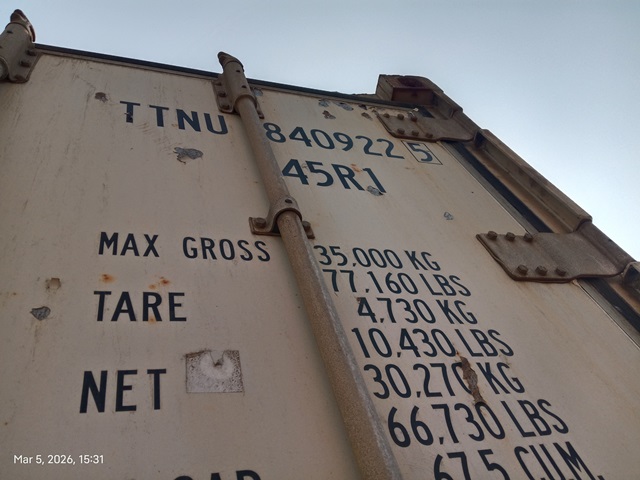 TTNU 840922 5
45R1
MAX GROSS 35,000 KG
77,160 LBS
TARE 4,730 KG
10,430 LBS
NET 30,270 KG
66,730 LBS
67.5 CU.M.
Mar 5, 2026, 15:31